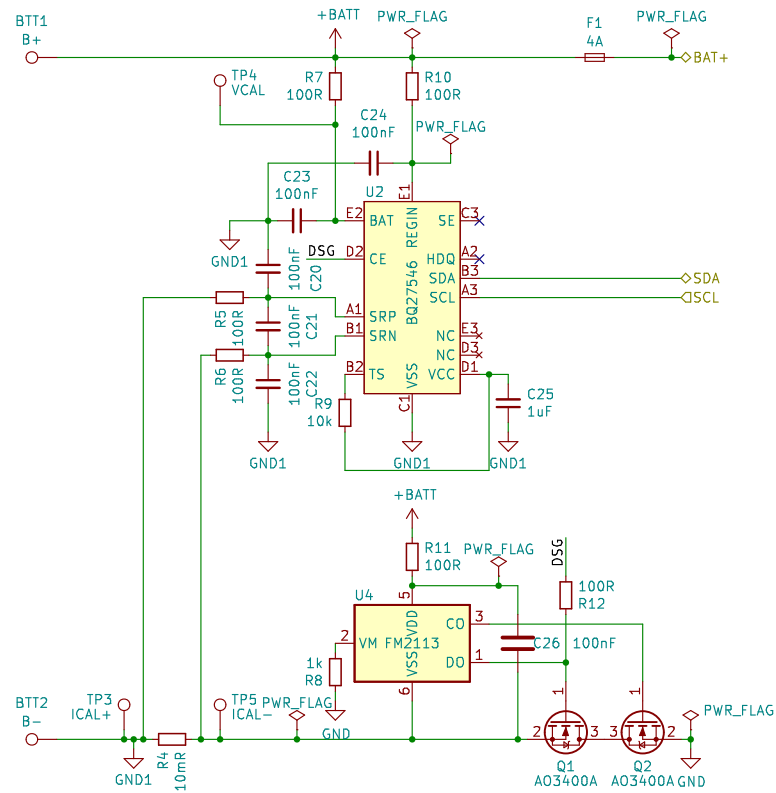 BTT1
B+
+BATT
PWR_FLAG
F1
4A
PWR_FLAG
BAT+
TP4
VCAL
R7
100R
R10
100R
C24
100nF
PWR_FLAG
C23
100nF
U2
E1
REGIN
E2
BAT
C3
SE
GND1
DSG
D2
CE
A2
HDQ
B3
SDA
SDA
A3
SCL
SCL
BQ27546
100nF
C20
R5
100R
A1
SRP
B1
SRN
100nF
C21
E3
NC
D3
NC
R6
100R
B2
TS
VSS
C1
VCC
D1
100nF
C22
R9
10k
C25
1uF
GND1
GND1
GND1
+BATT
R11
100R
PWR_FLAG
DSG
100R
R12
U4
5
VDD
CO
3
2
VM
FM2113
C26
100nF
VSS
6
DO
1
1k
R8
GND
1
1
BTT2
B-
TP3
ICAL+
TP5
ICAL-
PWR_FLAG
PWR_FLAG
GND1
R4
10mR
2
3
3
2
Q1
AO3400A
Q2
AO3400A
GND